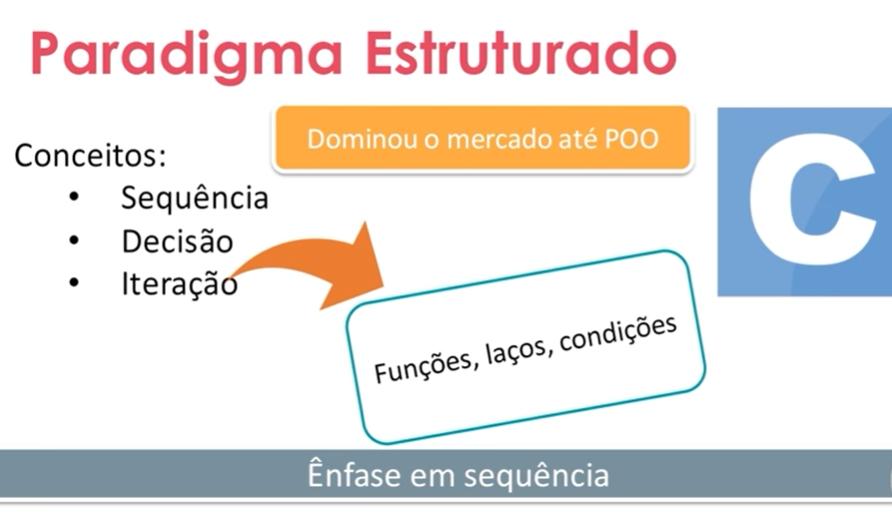 Paradigma Estruturado
Dominou o mercado até POO
Conceitos:
• Sequência
• Decisão
• Iteração
C
Funções, laços, condições
Ênfase em sequência